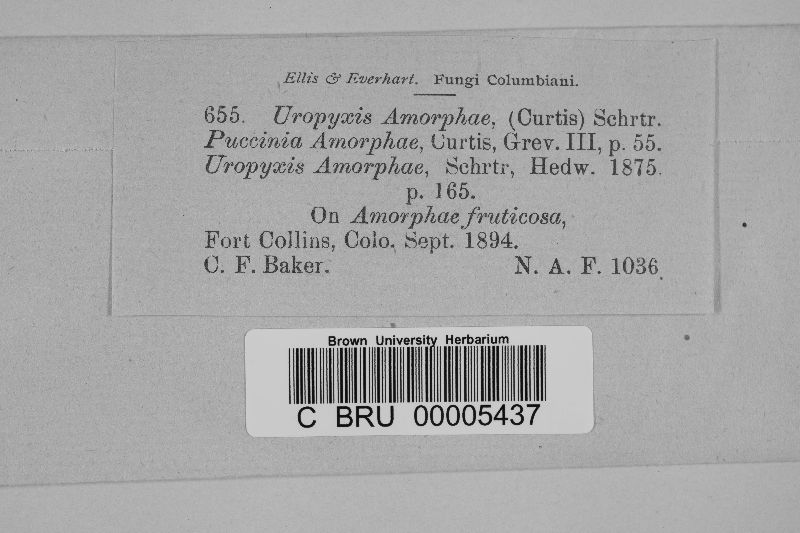 Ellis & Everhart. Fungi Columbiani.
655. Uropyxis Amorphae, (Curtis) Schrtr.
Puccinia Amorphae, Curtis, Grev. III, p. 55.
Uropyxis Amorphae, Schrtr, Hedw. 1875.
p. 165.
On Amorphae fruticosa,
Fort Collins, Colo. Sept. 1894.
C. F. Baker. N. A. F. 1036.
Brown University Herbarium
C BRU 00005437